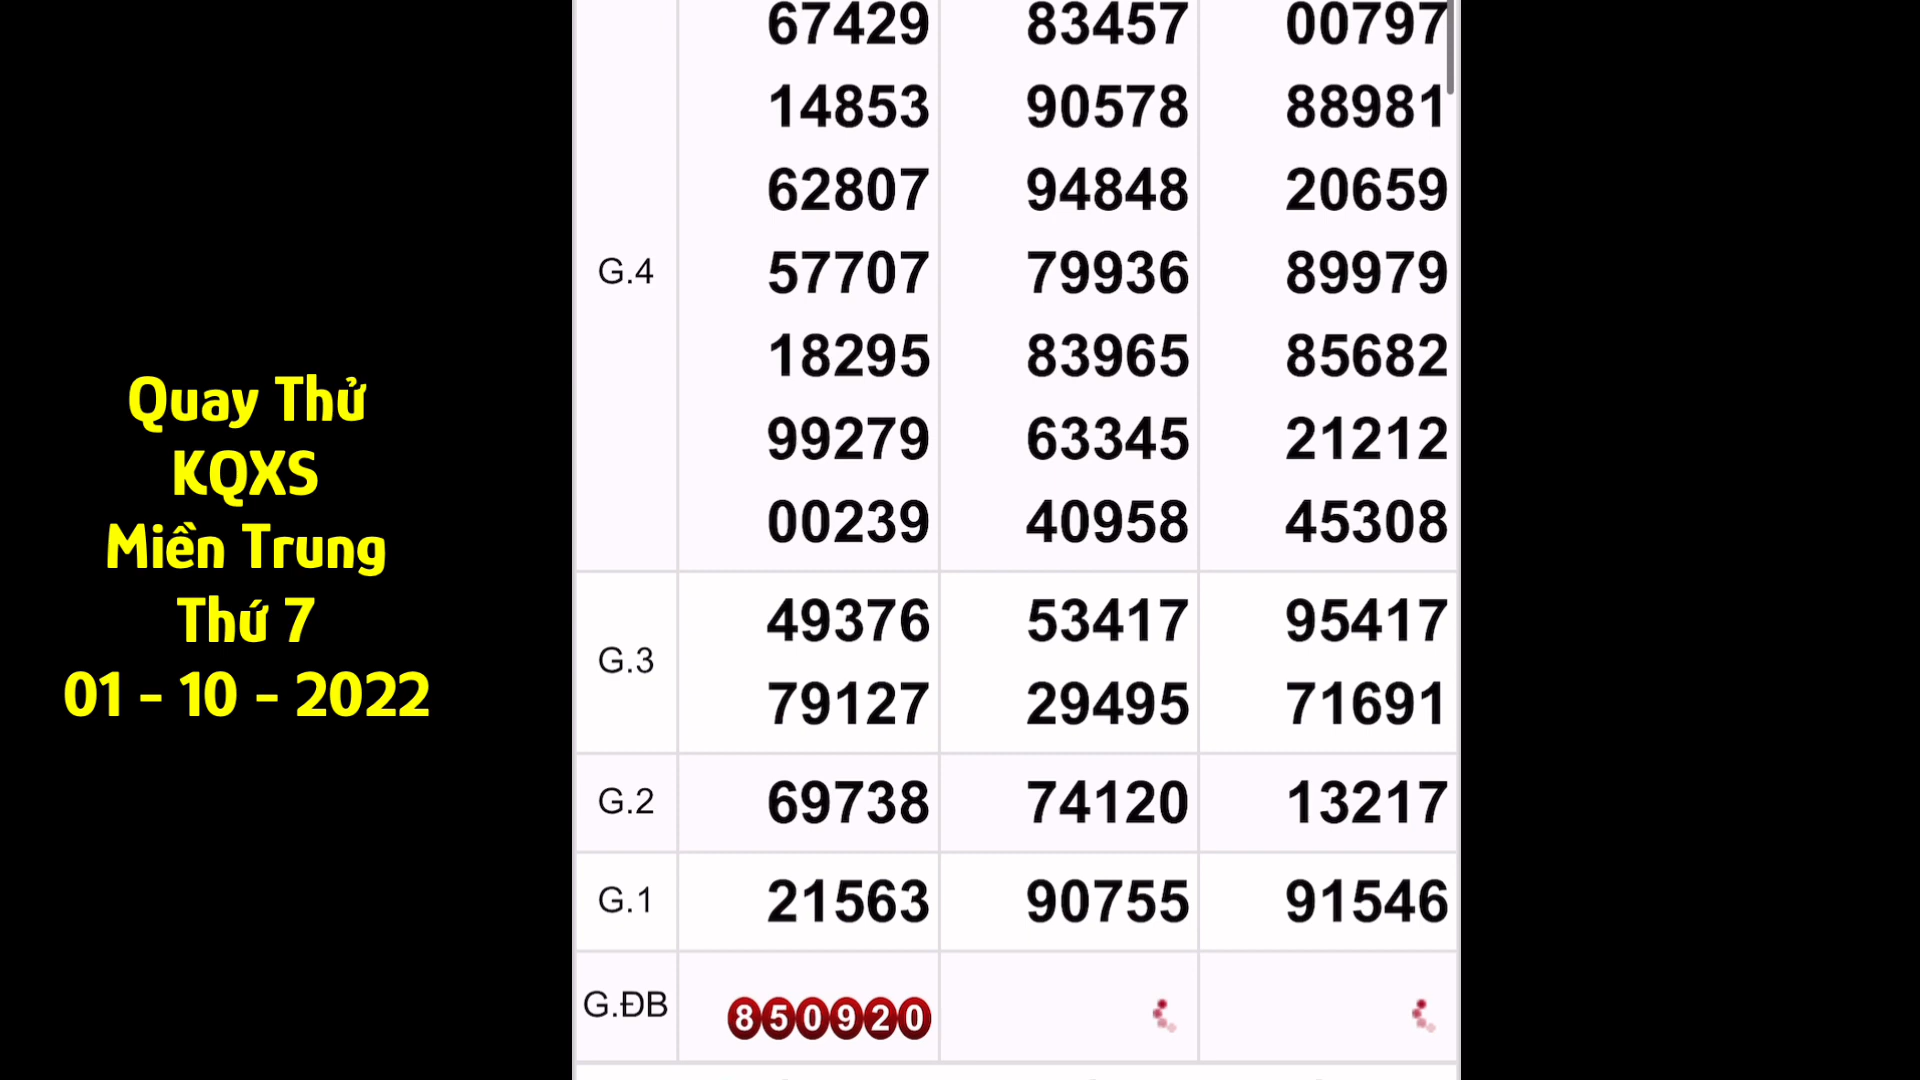 Quay Thử
KQXS
Miền Trung
Thứ 7
01 - 10 - 2022
67429 83457 00797
14853 90578 88981
62807 94848 20659
G.4 57707 79936 89979
18295 83965 85682
99279 63345 21212
00239 40958 45308
G.3 49376 53417 95417
79127 29495 71691
G.2 69738 74120 13217
G.1 21563 90755 91546
G.ĐB 850920